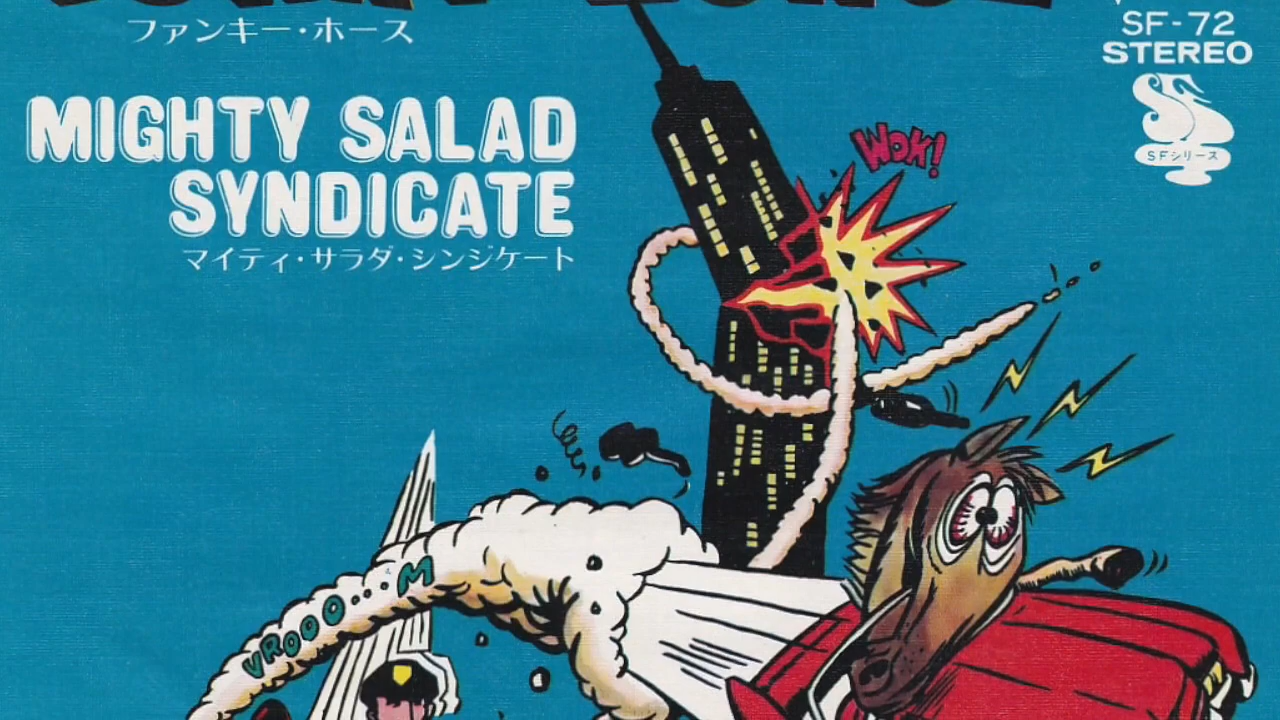 ファンキー・ホース
SF-72
STEREO
SFシリーズ
MIGHTY SALAD
SYNDICATE
マイティ・サラダ・シンジケート
WOK!
VROOO...M